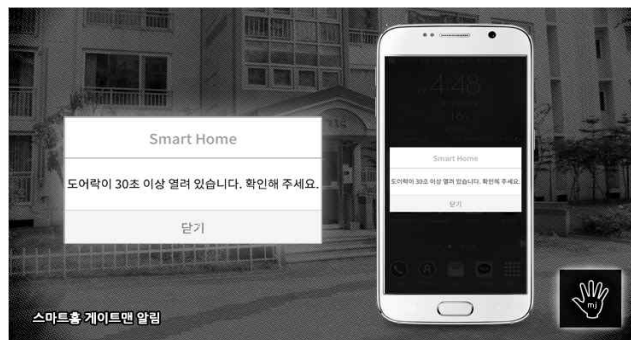 Smart Home
도어락이 30초 이상 열려 있습니다. 확인해 주세요.
닫기
4:48
Smart Home
도어락이 30초 이상 열려 있습니다. 확인해 주세요.
닫기
mj
스마트홈 게이트맨 알림